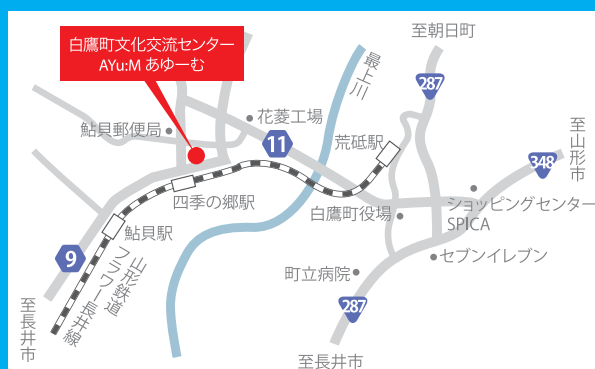 白鷹町文化交流センター
AYu:M あゆーむ
至朝日町
最上川
287
花菱工場
鮎貝郵便局
荒砥駅
11
至山形市
348
四季の郷駅
白鷹町役場
ショッピングセンター
SPICA
鮎貝駅
セブンイレブン
9
山形鉄道
フラワー長井線
町立病院
287
至長井市
至長井市